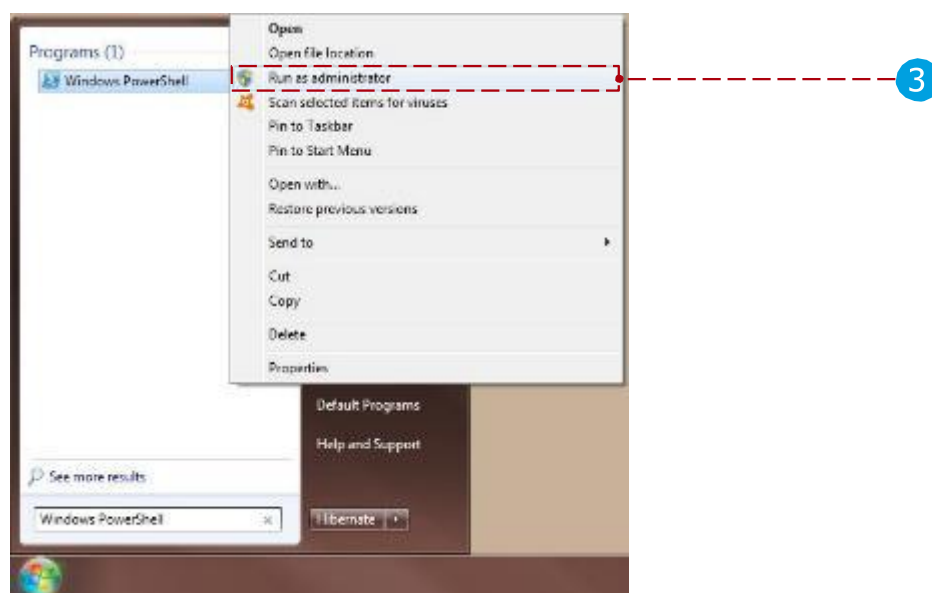 Programs (1)
Windows PowerShell
Open
Open file location
Run as administrator
3
Scan selected items for viruses
Pin to Taskbar
Pin to Start Menu
Open with...
Restore previous versions
Send to
Cut
Copy
Delete
Properties
Default Programs
Help and Support
See more results
Windows PowerShell
Hibernate